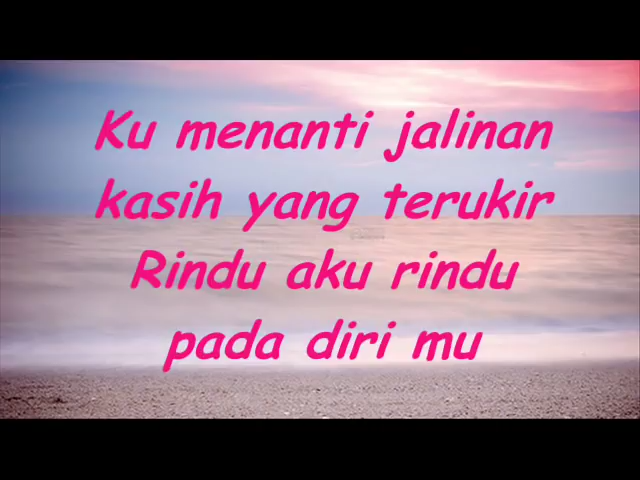 Ku menanti jalinan
kasih yang terukir
Rindu aku rindu
pada diri mu